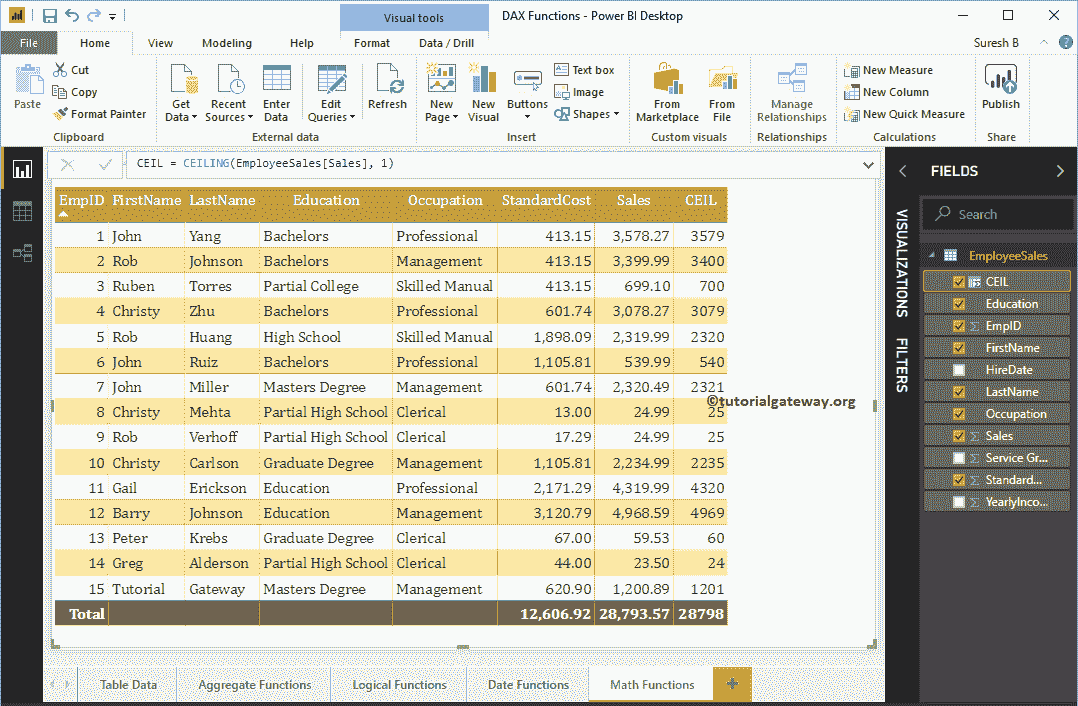 Visual tools
DAX Functions - Power BI Desktop
File Home View Modeling Help Format Data / Drill Suresh B
Paste
Cut
Copy
Format Painter
Clipboard
Get Data
Recent Sources
Enter Data
Edit Queries
Refresh
External data
New Page
New Visual
Buttons
Text box
Image
Shapes
Insert
From Marketplace
From File
Custom visuals
Manage Relationships
Relationships
New Measure
New Column
New Quick Measure
Calculations
Publish
Share
CEIL = CEILING(EmployeeSales[Sales], 1)
EmpID FirstName LastName Education Occupation StandardCost Sales CEIL
1 John Yang Bachelors Professional 413.15 3,578.27 3579
2 Rob Johnson Bachelors Management 413.15 3,399.99 3400
3 Ruben Torres Partial College Skilled Manual 413.15 699.10 700
4 Christy Zhu Bachelors Professional 601.74 3,078.27 3079
5 Rob Huang High School Skilled Manual 1,898.09 2,319.99 2320
6 John Ruiz Bachelors Professional 1,105.81 539.99 540
7 John Miller Masters Degree Management 601.74 2,320.49 2321
©tutorialgateway.org
8 Christy Mehta Partial High School Clerical 13.00 24.99 25
9 Rob Verhoff Partial High School Clerical 17.29 24.99 25
10 Christy Carlson Graduate Degree Management 1,105.81 2,234.99 2235
11 Gail Erickson Education Professional 2,171.29 4,319.99 4320
12 Barry Johnson Education Management 3,120.79 4,968.59 4969
13 Peter Krebs Graduate Degree Clerical 67.00 59.53 60
14 Greg Alderson Partial High School Clerical 44.00 23.50 24
15 Tutorial Gateway Masters Degree Management 620.90 1,200.89 1201
Total 12,606.92 28,793.57 28798
VISUALIZATIONS
FILTERS
FIELDS
Search
EmployeeSales
CEIL
Education
EmpID
FirstName
HireDate
LastName
Occupation
Sales
Service Gr...
Standard...
YearlyInco...
Table Data Aggregate Functions Logical Functions Date Functions Math Functions +